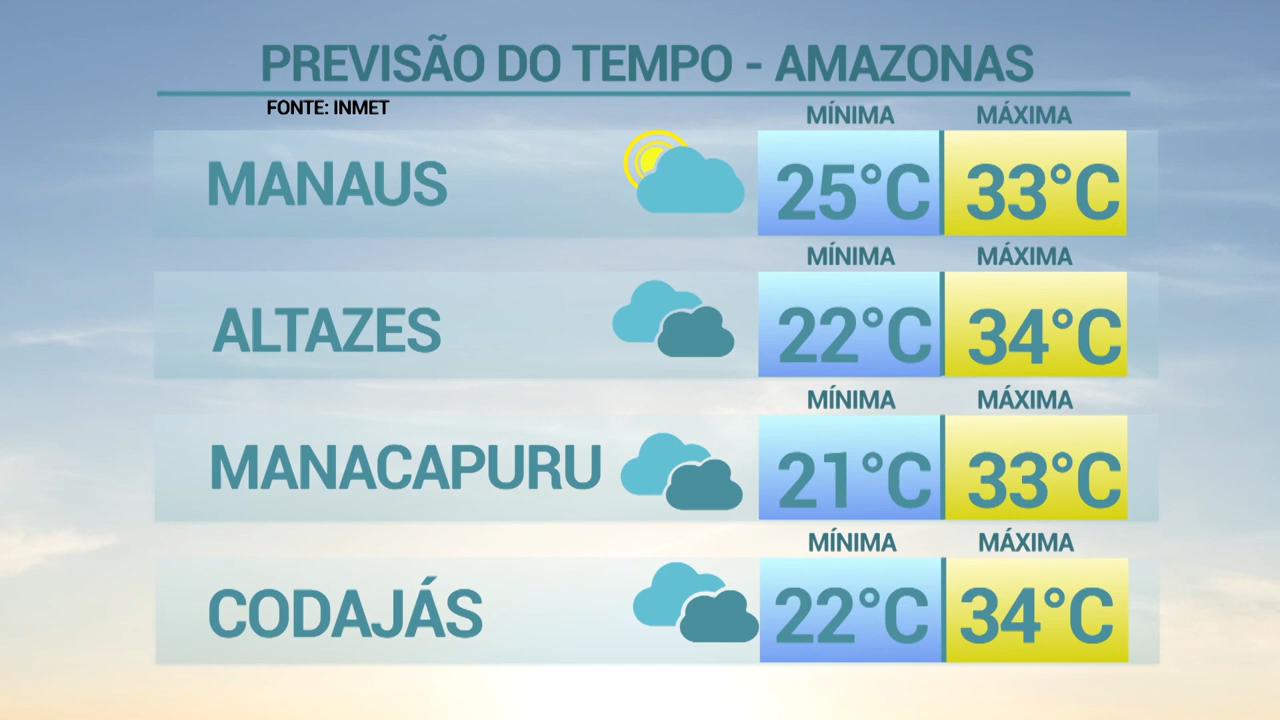 PREVISÃO DO TEMPO - AMAZONAS
FONTE: INMET
MÍNIMA MÁXIMA
MANAUS 25°C 33°C
MÍNIMA MÁXIMA
ALTAZES 22°C 34°C
MÍNIMA MÁXIMA
MANACAPURU 21°C 33°C
MÍNIMA MÁXIMA
CODAJÁS 22°C 34°C